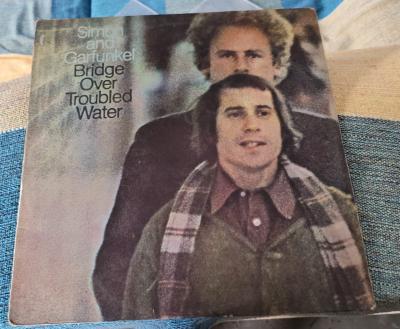 Simon
and
Garfunkel
Bridge
Over
Troubled
Water